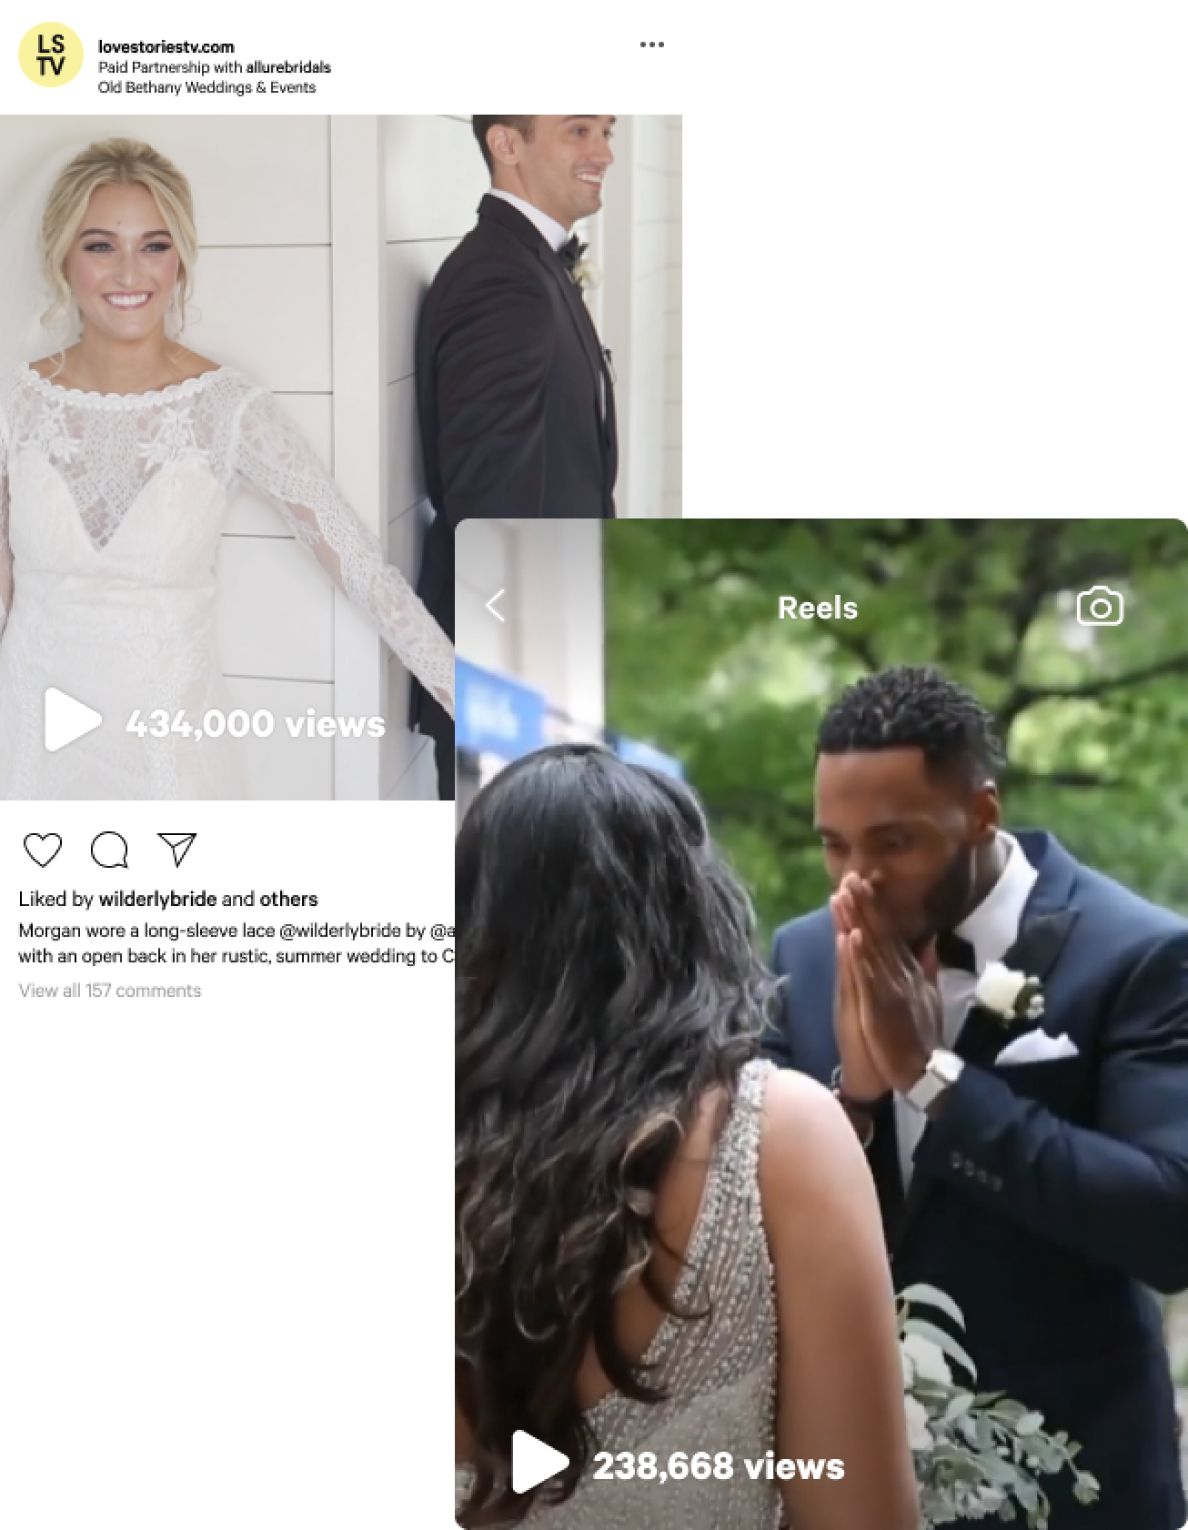 LS
TV
lovestoriestv.com
Paid Partnership with allurebridals
Old Bethany Weddings & Events
434,000 views
Liked by wilderlybride and others
Morgan wore a long-sleeve lace @wilderlybride by @a
with an open back in her rustic, summer wedding to C
View all 157 comments
Reels
238,668 views